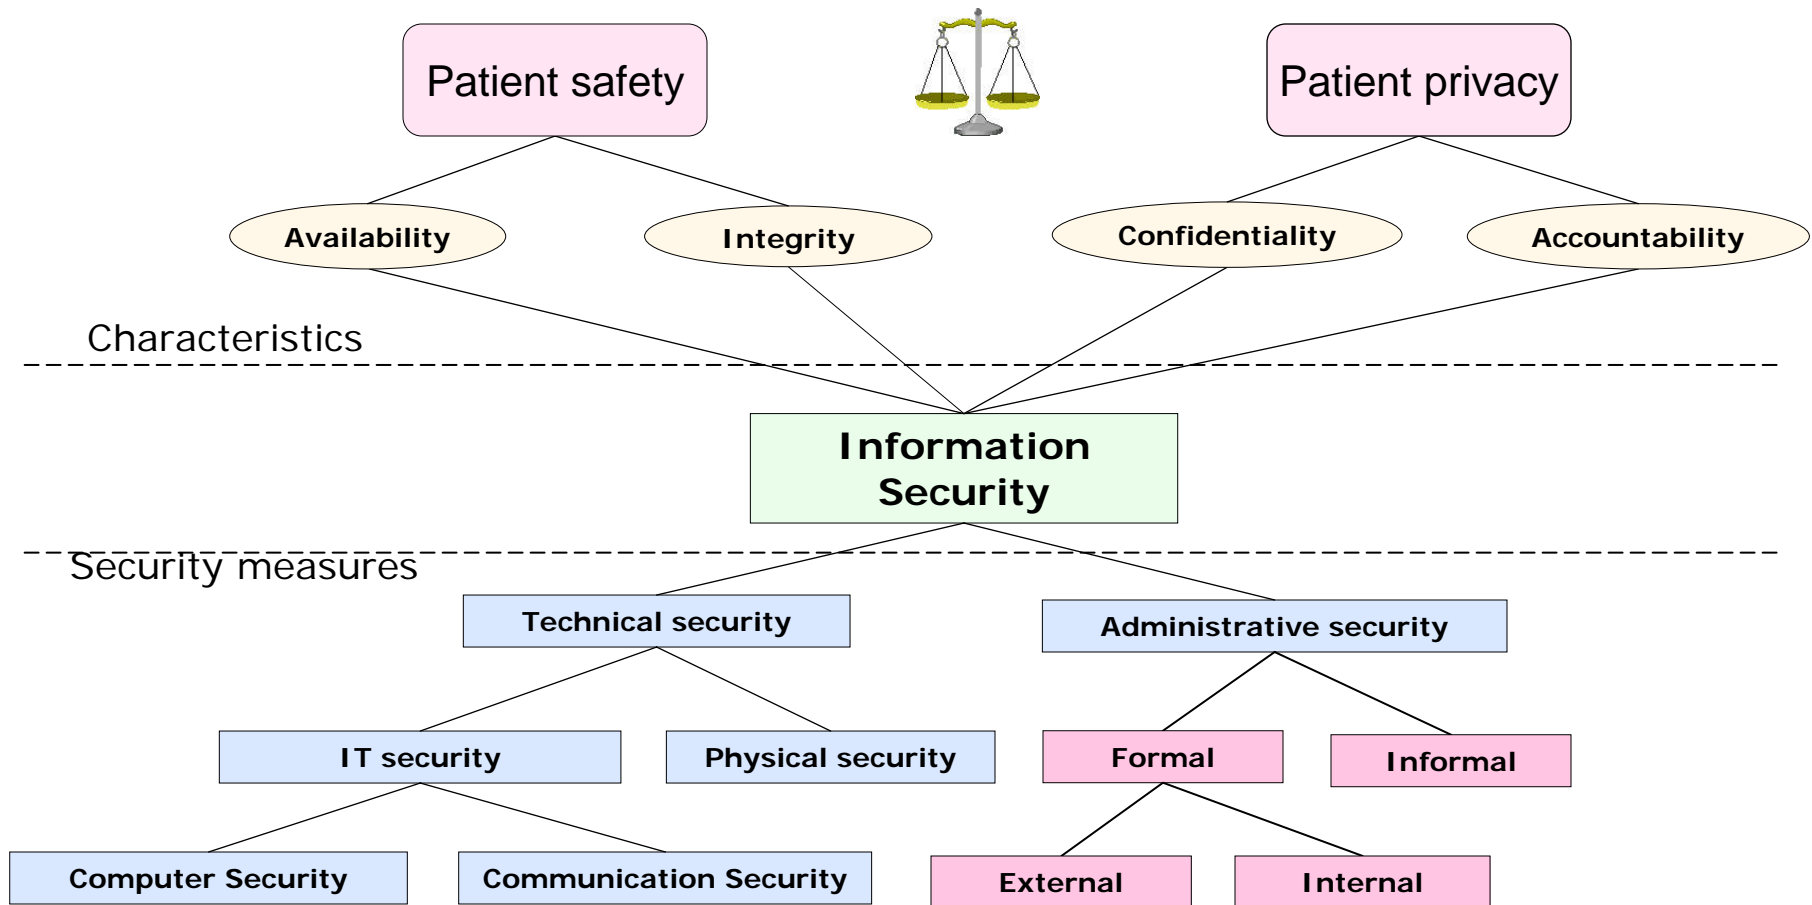 Patient safety
Patient privacy
Availability
Integrity
Confidentiality
Accountability
Characteristics
Information
Security
Security measures
Technical security
Administrative security
IT security
Physical security
Formal
Informal
Computer Security
Communication Security
External
Internal